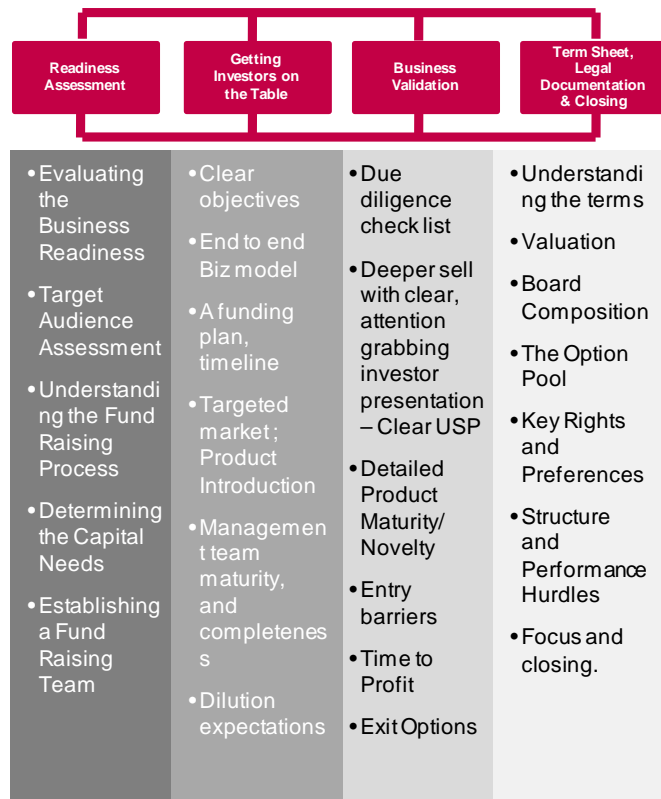 Readiness
Assessment
Getting
Investors on
the Table
Business
Validation
Term Sheet,
Legal
Documentation
& Closing
•Evaluating
the
Business
Readiness
•Target
Audience
Assessment
•Understandi
ng the Fund
Raising
Process
•Determining
the Capital
Needs
•Establishing
a Fund
Raising
Team
•Clear
objectives
•End to end
Biz model
•A funding
plan,
timeline
•Targeted
market ;
Product
Introduction
•Managemen
t team
maturity,
and
completenes
s
•Dilution
expectations
•Due
diligence
check list
•Deeper sell
with clear,
attention
grabbing
investor
presentation
– Clear USP
•Detailed
Product
Maturity/
Novelty
•Entry
barriers
•Time to
Profit
•Exit Options
•Understandi
ng the terms
•Valuation
•Board
Composition
•The Option
Pool
•Key Rights
and
Preferences
•Structure
and
Performance
Hurdles
•Focus and
closing.